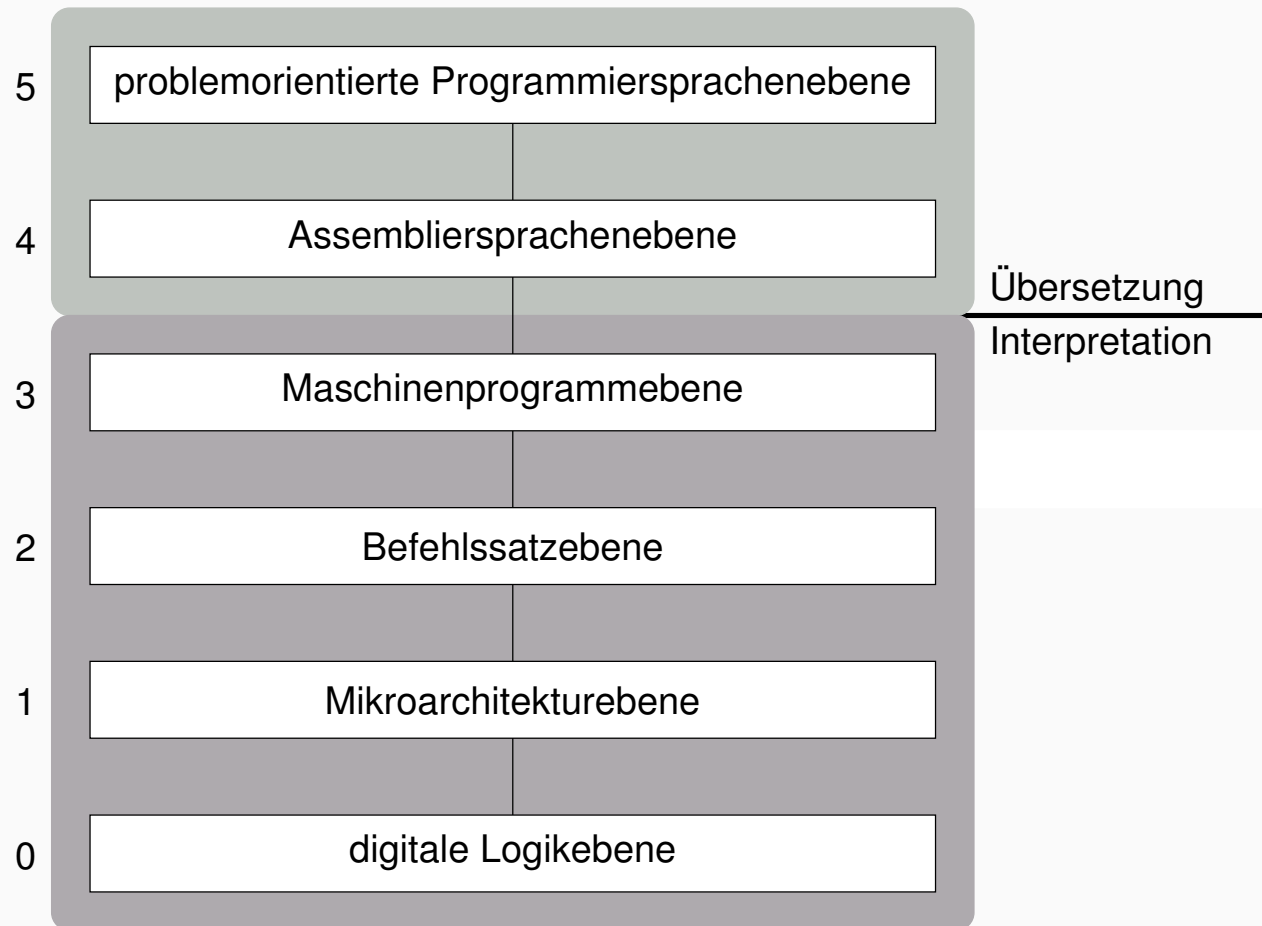 5 problemorientierte Programmiersprachenebene
4 Assembliersprachenebene
Übersetzung
Interpretation
3 Maschinenprogrammebene
2 Befehlssatzebene
1 Mikroarchitekturebene
0 digitale Logikebene